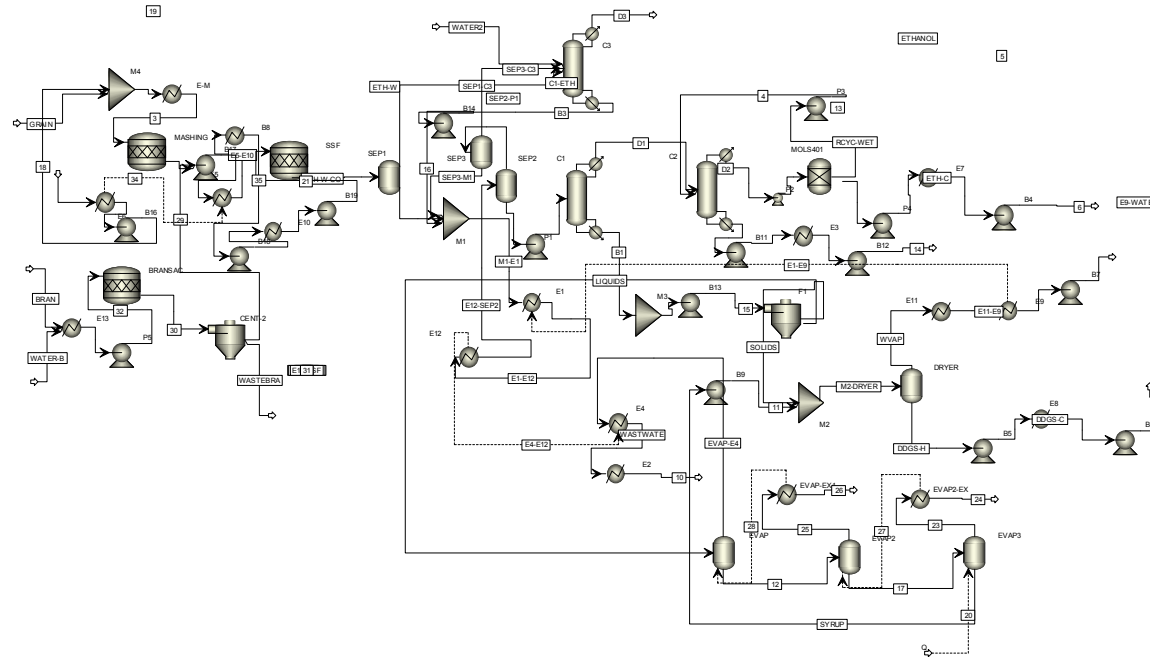 19
D3
WATER2
C3
ETHANOL
5
SEP3-C3
M4
E-M
ETH-W
SEP1-C3
C1-ETH
SEP2-P1
4
P3
13
GRAIN
3
B14
B3
MASHING
B8
SSF
D1
RCYC-WET
SEP3
SEP2
C1
C2
MOLS401
SEP1
E7
18
34
35
21
16
SEP3-M1
D2
ETH-C
B4
6
E9-WATE
B16
29
E10
B19
M1
P1
P4
B11
E3
B12
14
M1-E1
B1
E1-E9
BRANSAC
BRAN
LIQUIDS
B7
32
E12-SEP2
E1
M3
B13
15
F1
E11
E11-E9
E9
E13
30
CENT-2
P5
WATER-B
E12
SOLIDS
WVAP
31
WASTEBRA
E1-E12
DRYER
B9
M2-DRYER
11
E4
WASTWATE
M2
E8
DDGS-C
E4-E12
EVAP-E4
B5
DDGS-H
E2
10
26
EVAP2-EX
24
28
25
27
23
EVAP
EVAP2
EVAP3
12
17
20
SYRUP
Q